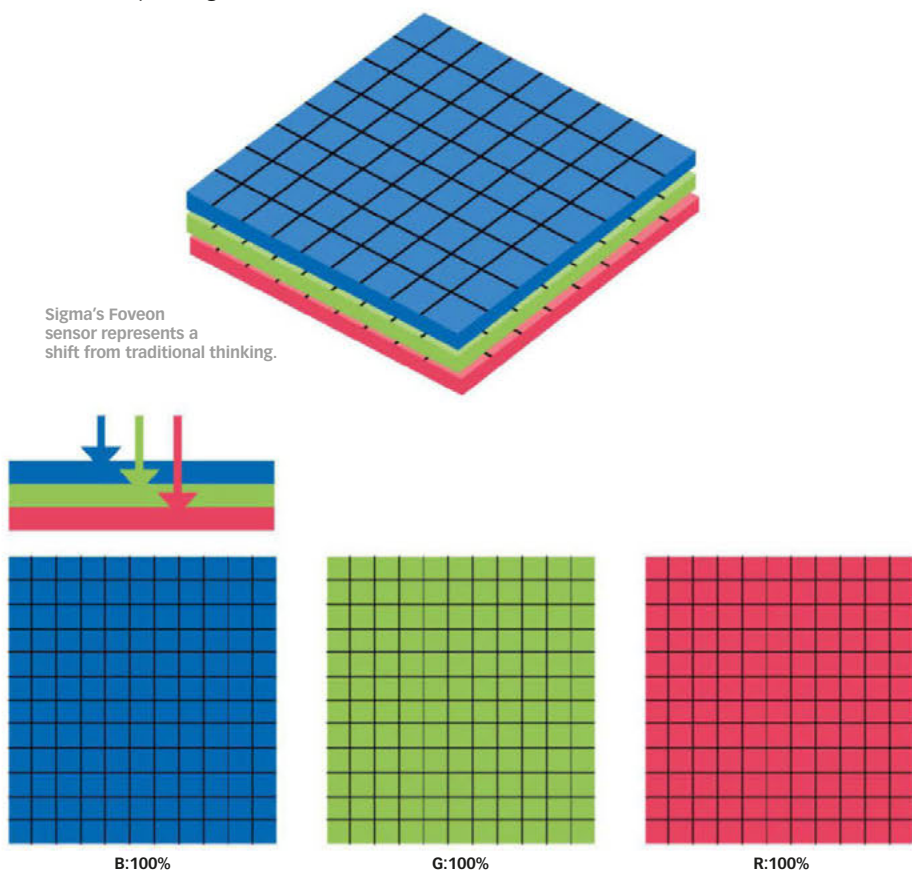 Sigma's Foveon
sensor represents a
shift from traditional thinking.
B:100%
G:100%
R:100%